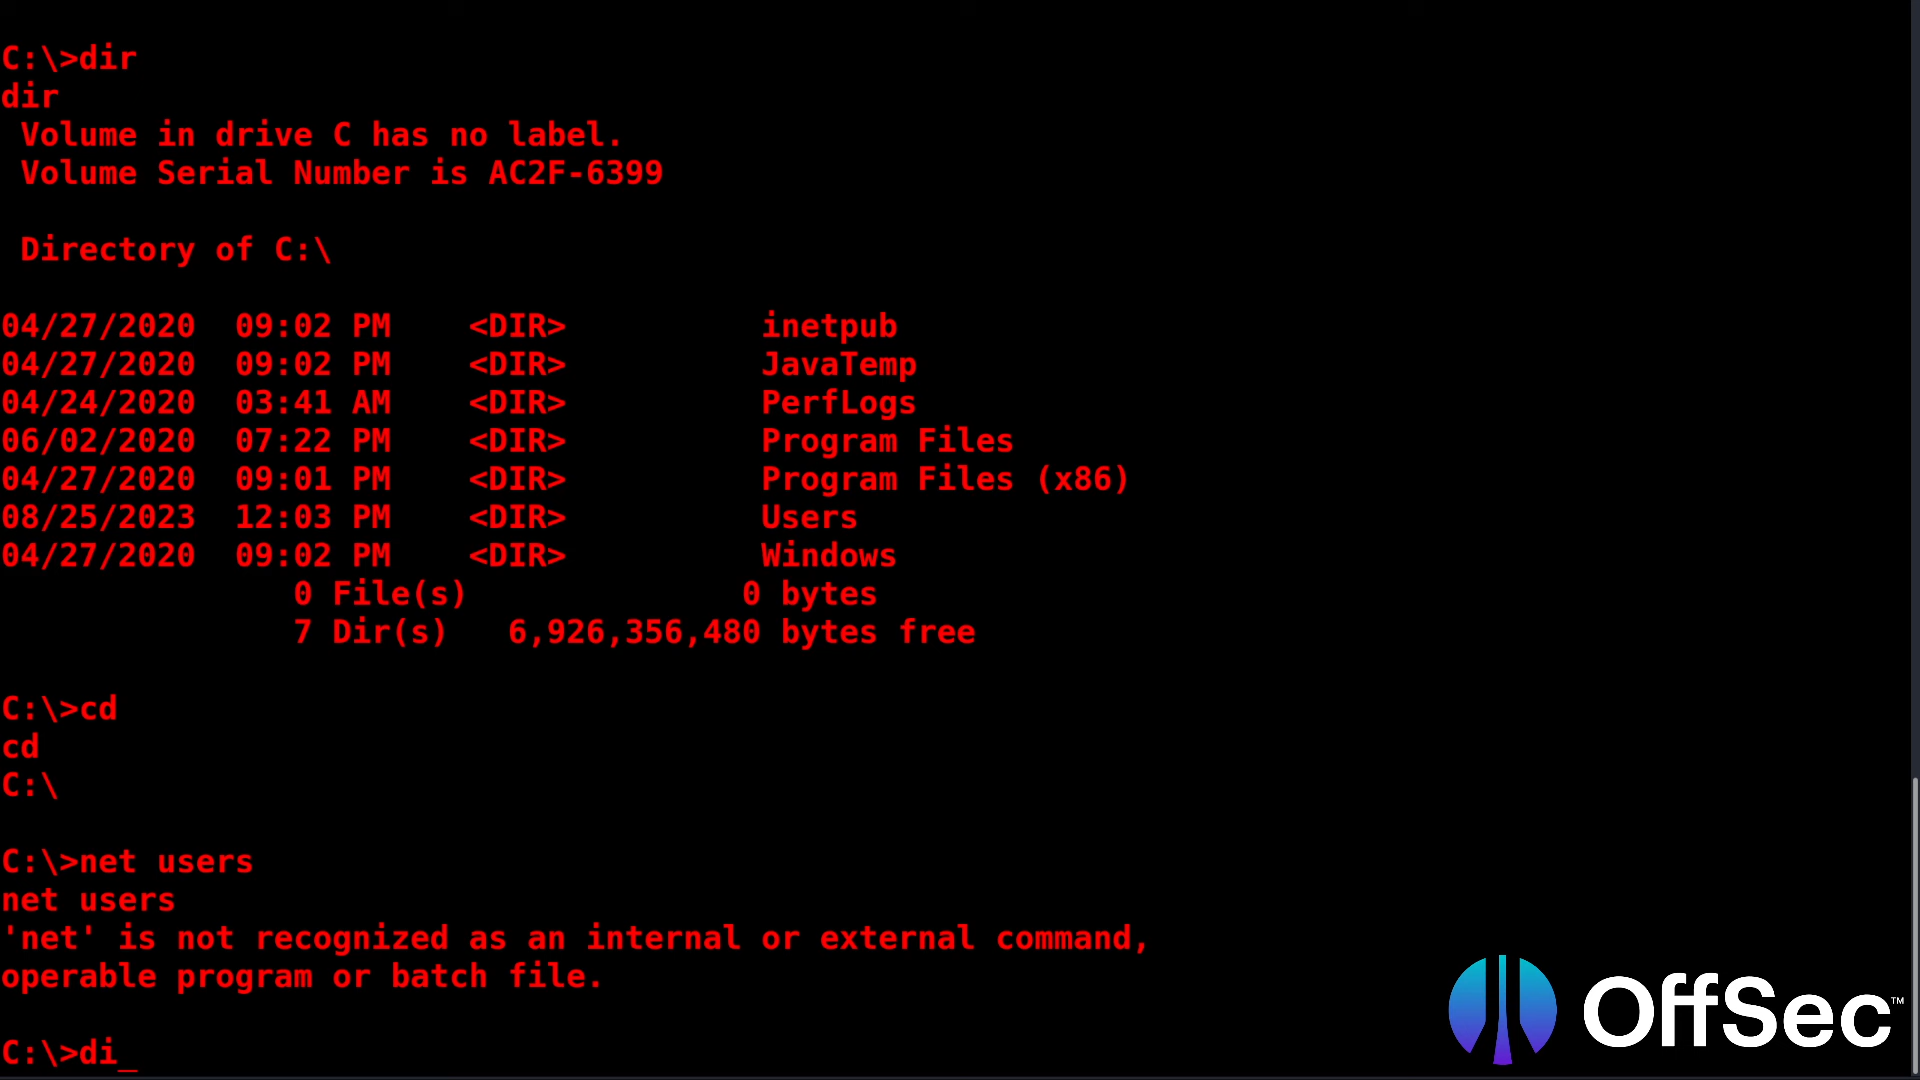 C:\>dir
dir
 Volume in drive C has no label.
 Volume Serial Number is AC2F-6399

 Directory of C:\

04/27/2020  09:02 PM    <DIR>          inetpub
04/27/2020  09:02 PM    <DIR>          JavaTemp
04/24/2020  03:41 AM    <DIR>          PerfLogs
06/02/2020  07:22 PM    <DIR>          Program Files
04/27/2020  09:01 PM    <DIR>          Program Files (x86)
08/25/2023  12:03 PM    <DIR>          Users
04/27/2020  09:02 PM    <DIR>          Windows
               0 File(s)              0 bytes
               7 Dir(s)   6,926,356,480 bytes free

C:\>cd
cd
C:\

C:\>net users
net users
'net' is not recognized as an internal or external command,
operable program or batch file.

C:\>di_
OffSec™